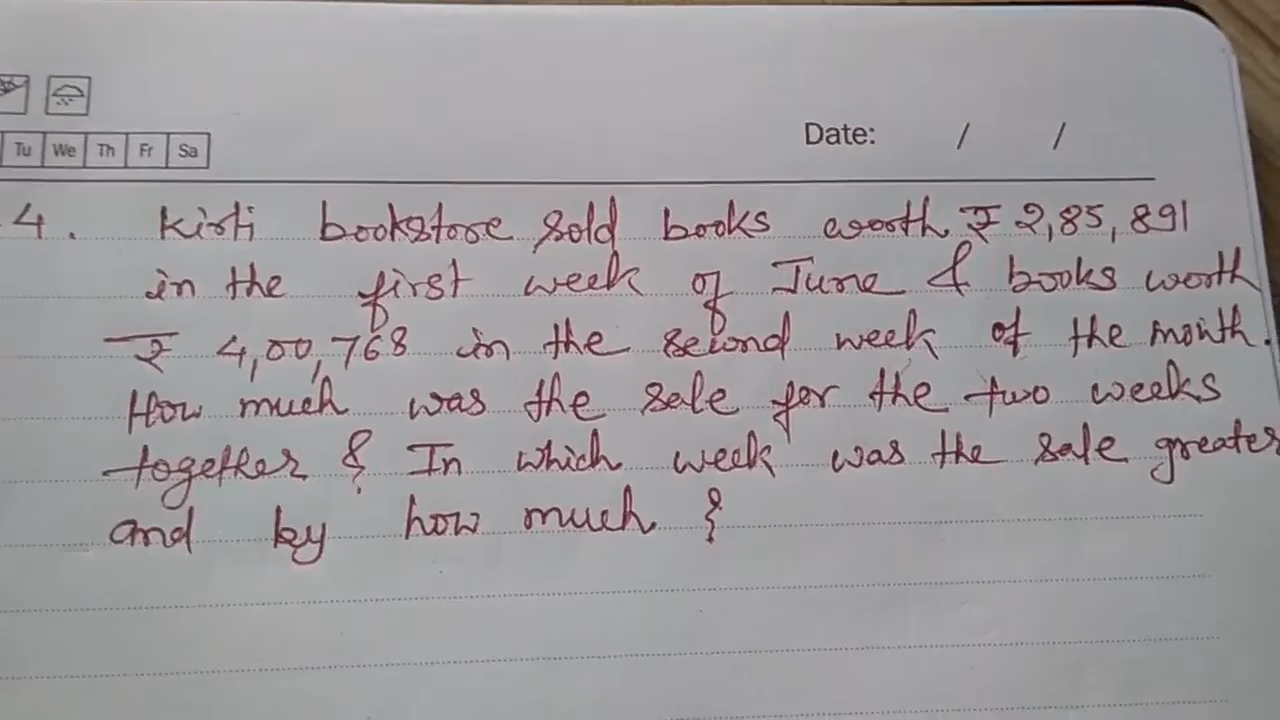 Tu We Th Fr Sa
Date: / /
4. Kirti bookstore sold books worth ₹ 2,85,891
in the first week of June & books worth
₹ 4,00,768 in the second week of the month.
How much was the sale for the two weeks
together ? In which week was the sale greater
and by how much ?